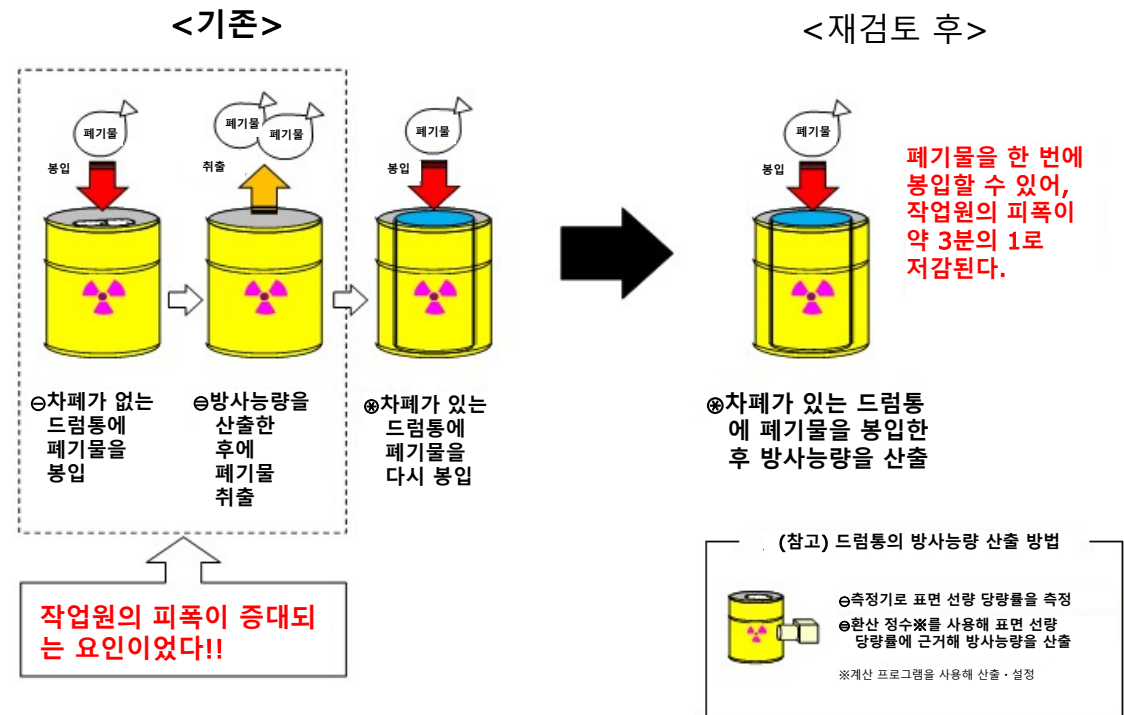 <기존>
<재검토 후>
폐기물
봉입
폐기물
폐기물
취출
폐기물
봉입
폐기물
봉입
폐기물을 한 번에
봉입할 수 있어,
작업원의 피폭이
약 3분의 1로
저감된다.
⊖차폐가 없는
드럼통에
폐기물을
봉입
⊜방사능량을
산출한
후에
폐기물
취출
⊛차폐가 있는
드럼통에
폐기물을
다시 봉입
⊛차폐가 있는 드럼통
에 폐기물을 봉입한
후 방사능량을 산출
작업원의 피폭이 증대되
는 요인이었다!!
(참고) 드럼통의 방사능량 산출 방법
⊖측정기로 표면 선량 당량률을 측정
⊜환산 정수※를 사용해 표면 선량
당량률에 근거해 방사능량을 산출
※계산 프로그램을 사용해 산출・설정